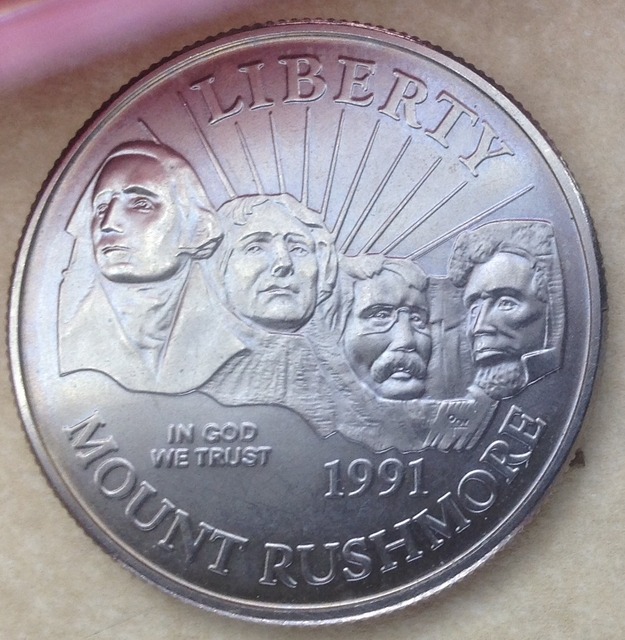 LIBERTY
IN GOD
WE TRUST
1991
MOUNT RUSHMORE